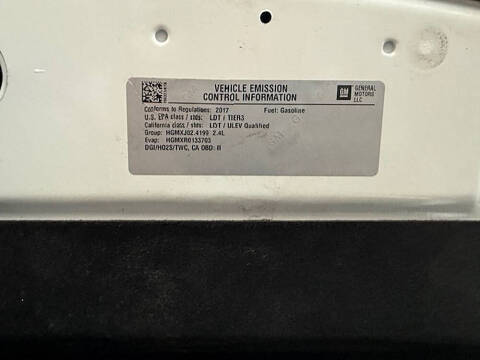 VEHICLE EMISSION
CONTROL INFORMATION
GM
GENERAL
MOTORS
LLC
Conforms to Regulations: 2017 Fuel: Gasoline
U.S. EPA class / stds: LDT / TIER3
California class / stds: LDT / ULEV Qualified
Group: HGMXJ02.4199 2.4L
Evap: HGMXR0133703
DGI/HO2S/TWC, CA OBD: II